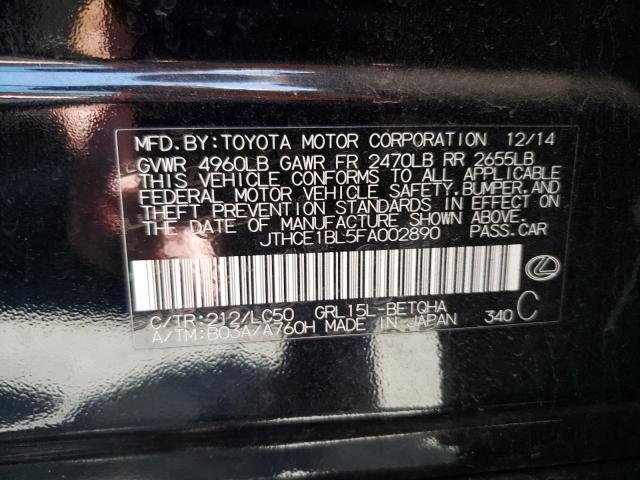 MFD. BY: TOYOTA MOTOR CORPORATION 12/14
GVWR 4960LB GAWR FR 2470LB RR 2655LB
THIS VEHICLE CONFORMS TO ALL APPLICABLE
FEDERAL MOTOR VEHICLE SAFETY, BUMPER, AND
THEFT PREVENTION STANDARDS IN EFFECT ON
THE DATE OF MANUFACTURE SHOWN ABOVE.
JTHCE1BL5FA002890 PASS.CAR
C/TR:212/LC50 GRL15L-BETQHA
A/TM:B03A/A760H MADE IN JAPAN 340 C